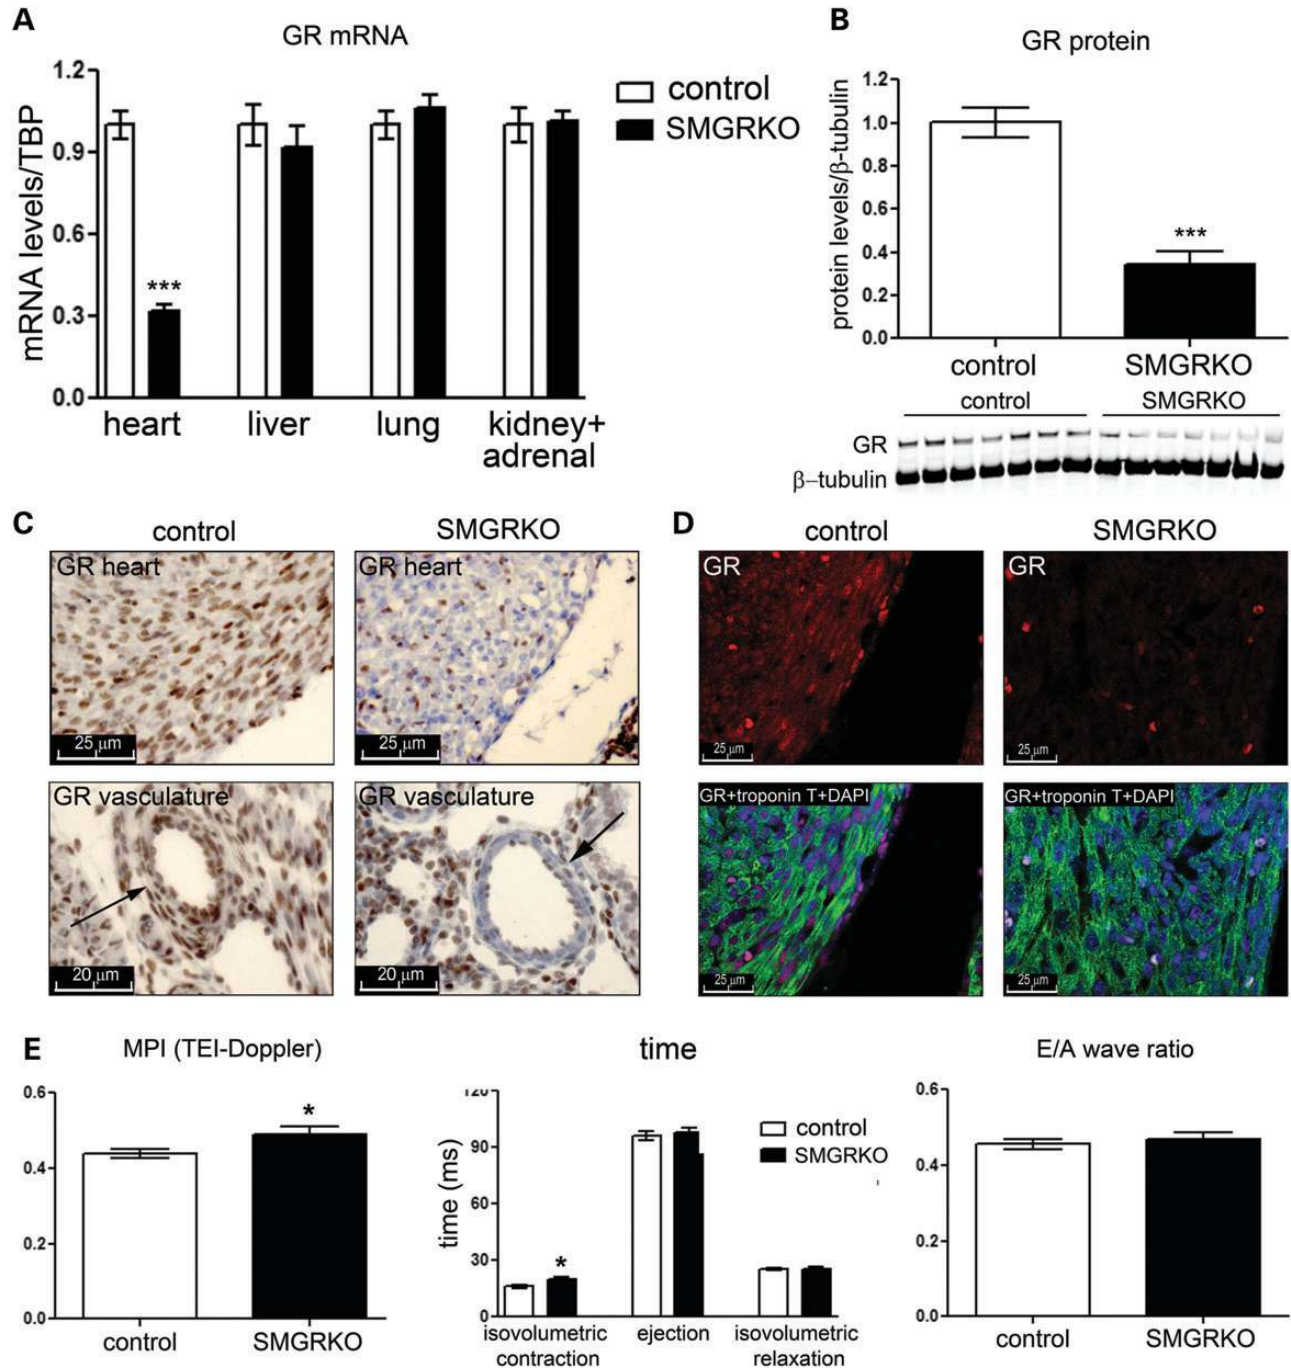 A
GR mRNA
mRNA levels/TBP
1.2
0.9
0.6
0.3
0.0
***
heart
liver
lung
kidney+
adrenal
control
SMGRKO
B
GR protein
protein levels/β-tubulin
1.2
1.0
0.8
0.6
0.4
0.2
0.0
***
control
SMGRKO
control
SMGRKO
GR
β-tubulin
C
control
SMGRKO
GR heart
25 µm
GR heart
25 µm
GR vasculature
20 µm
GR vasculature
20 µm
D
control
SMGRKO
GR
25 µm
GR
25 µm
GR+troponin T+DAPI
25 µm
GR+troponin T+DAPI
25 µm
E
MPI (TEI-Doppler)
0.6
0.4
0.2
0.0
*
control
SMGRKO
time
time (ms)
120
90
60
30
0
*
isovolumetric
contraction
ejection
isovolumetric
relaxation
control
SMGRKO
E/A wave ratio
0.6
0.4
0.2
0.0
control
SMGRKO